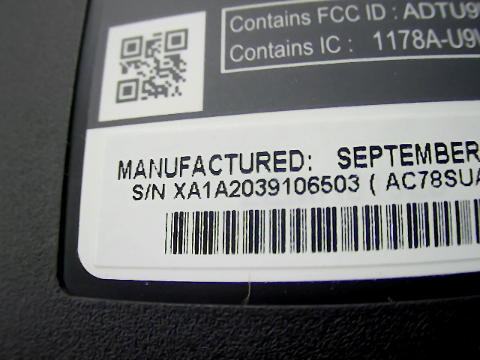 Contains FCC ID : ADTU9
Contains IC : 1178A-U9
MANUFACTURED: SEPTEMBER
S/N XA1A2039106503 ( AC78SUA